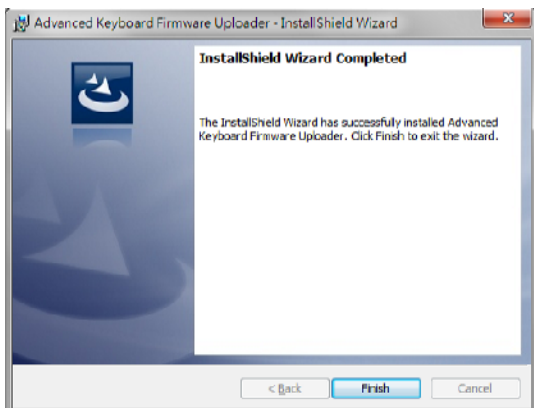 Advanced Keyboard Firmware Uploader - InstallShield Wizard
InstallShield Wizard Completed
The InstallShield Wizard has successfully installed Advanced
Keyboard Firmware Uploader. Click Finish to exit the wizard.
< Back
Finish
Cancel